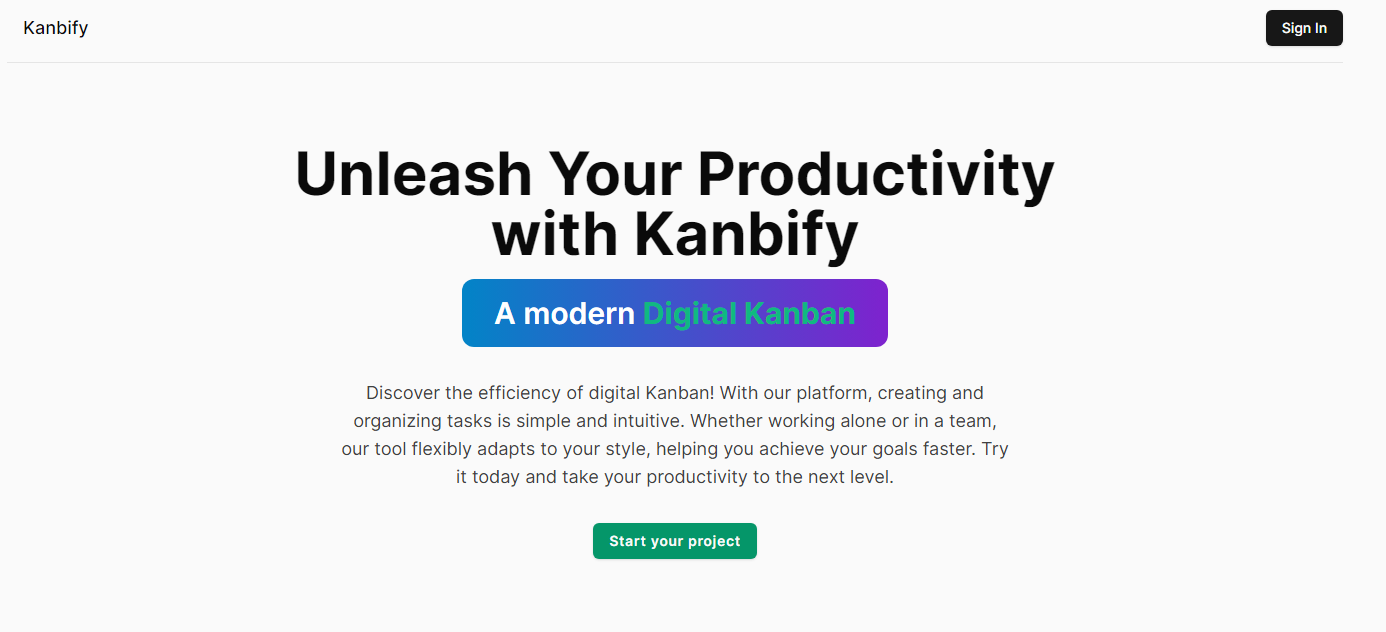 Kanbify
Sign In
Unleash Your Productivity
with Kanbify
A modern Digital Kanban
Discover the efficiency of digital Kanban! With our platform, creating and
organizing tasks is simple and intuitive. Whether working alone or in a team,
our tool flexibly adapts to your style, helping you achieve your goals faster. Try
it today and take your productivity to the next level.
Start your project